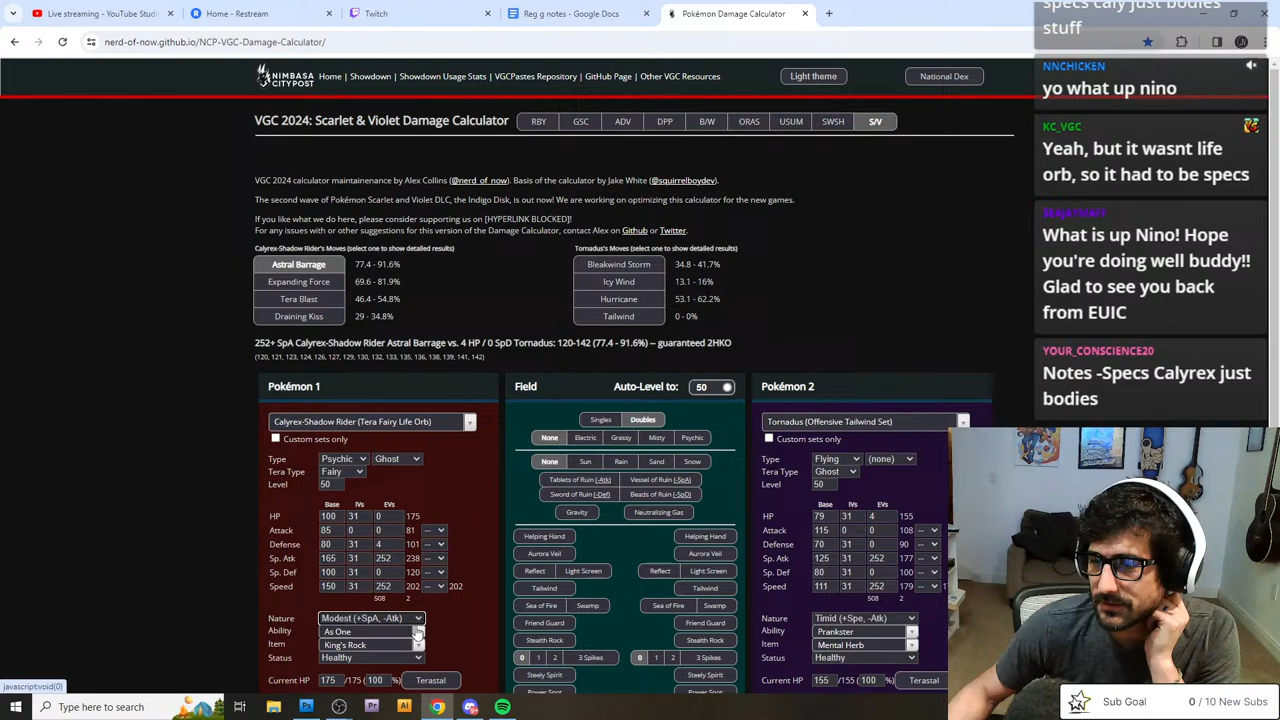 Live streaming - YouTube Studi
Home - Restream
Twitch
Reg g notes - Google Docs
Pokémon Damage Calculator
nerd-of-now.github.io/NCP-VGC-Damage-Calculator/
NIMBASA
CITY POST
Home | Showdown | Showdown Usage Stats | VGCPastes Repository | GitHub Page | Other VGC Resources
Light theme
National Dex
VGC 2024: Scarlet & Violet Damage Calculator
RBY
GSC
ADV
DPP
B/W
ORAS
USUM
SWSH
S/V
VGC 2024 calculator maintainenance by Alex Collins (@nerd_of_now). Basis of the calculator by Jake White (@squirrelboydev).
The second wave of Pokémon Scarlet and Violet DLC, the Indigo Disk, is out now! We are working on optimizing this calculator for the new games.
If you like what we do here, please consider supporting us on [HYPERLINK BLOCKED]!
For any issues with or other suggestions for this version of the Damage Calculator, contact Alex on Github or Twitter.
Calyrex-Shadow Rider's Moves (select one to show detailed results)
Astral Barrage 77.4 - 91.6%
Expanding Force 69.6 - 81.9%
Tera Blast 46.4 - 54.8%
Draining Kiss 29 - 34.8%
Tornadus's Moves (select one to show detailed results)
Bleakwind Storm 34.8 - 41.7%
Icy Wind 13.1 - 16%
Hurricane 53.1 - 62.2%
Tailwind 0 - 0%
252+ SpA Calyrex-Shadow Rider Astral Barrage vs. 4 HP / 0 SpD Tornadus: 120-142 (77.4 - 91.6%) -- guaranteed 2HKO
(120, 121, 123, 124, 126, 127, 129, 130, 132, 133, 135, 136, 138, 139, 141, 142)
Pokémon 1
Calyrex-Shadow Rider (Tera Fairy Life Orb)
Custom sets only
Type Psychic Ghost
Tera Type Fairy
Level 50
Base IVs EVs
HP 100 31 0 175
Attack 85 0 0 81 --
Defense 80 31 4 101 --
Sp. Atk 165 31 252 238 --
Sp. Def 100 31 0 120 --
Speed 150 31 252 202 -- 202
508 2
Nature Modest (+SpA, -Atk)
Ability As One
Item King's Rock
Status Healthy
Current HP 175 /175 ( 100 %) Terastal
Field
Auto-Level to: 50
Singles Doubles
None Electric Grassy Misty Psychic
None Sun Rain Sand Snow
Tablets of Ruin (-Atk) Vessel of Ruin (-SpA)
Sword of Ruin (-Def) Beads of Ruin (-SpD)
Gravity Neutralizing Gas
Helping Hand Helping Hand
Aurora Veil Aurora Veil
Reflect Light Screen Reflect Light Screen
Tailwind Tailwind
Sea of Fire Swamp Sea of Fire Swamp
Friend Guard Friend Guard
Stealth Rock Stealth Rock
0 1 2 3 Spikes 0 1 2 3 Spikes
Steely Spirit Steely Spirit
Power Spot Power Spot
Pokémon 2
Tornadus (Offensive Tailwind Set)
Custom sets only
Type Flying (none)
Tera Type Ghost
Level 50
Base IVs EVs
HP 79 31 4 155
Attack 115 0 0 108 --
Defense 70 31 0 90 --
Sp. Atk 125 31 252 177 --
Sp. Def 80 31 0 100 --
Speed 111 31 252 179 --
508 2
Nature Timid (+Spe, -Atk)
Ability Prankster
Item Mental Herb
Status Healthy
Current HP 155 /155 ( 100 %) Terastal
specs caly just bodies
stuff
NNCHICKEN
yo what up nino
KC_VGC
Yeah, but it wasnt life
orb, so it had to be specs
What is up Nino! Hope
you're doing well buddy!!
Glad to see you back
from EUIC
YOUR_CONSCIENCE20
Notes -Specs Calyrex just
bodies
javascript:void(0)
Type here to search
Sub Goal
0 / 10 New Subs